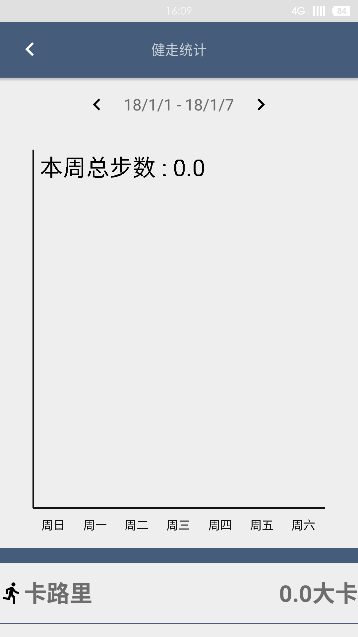 16:09
4G
84
健走统计
18/1/1 - 18/1/7
本周总步数 : 0.0
周日 周一 周二 周三 周四 周五 周六
卡路里 0.0大卡